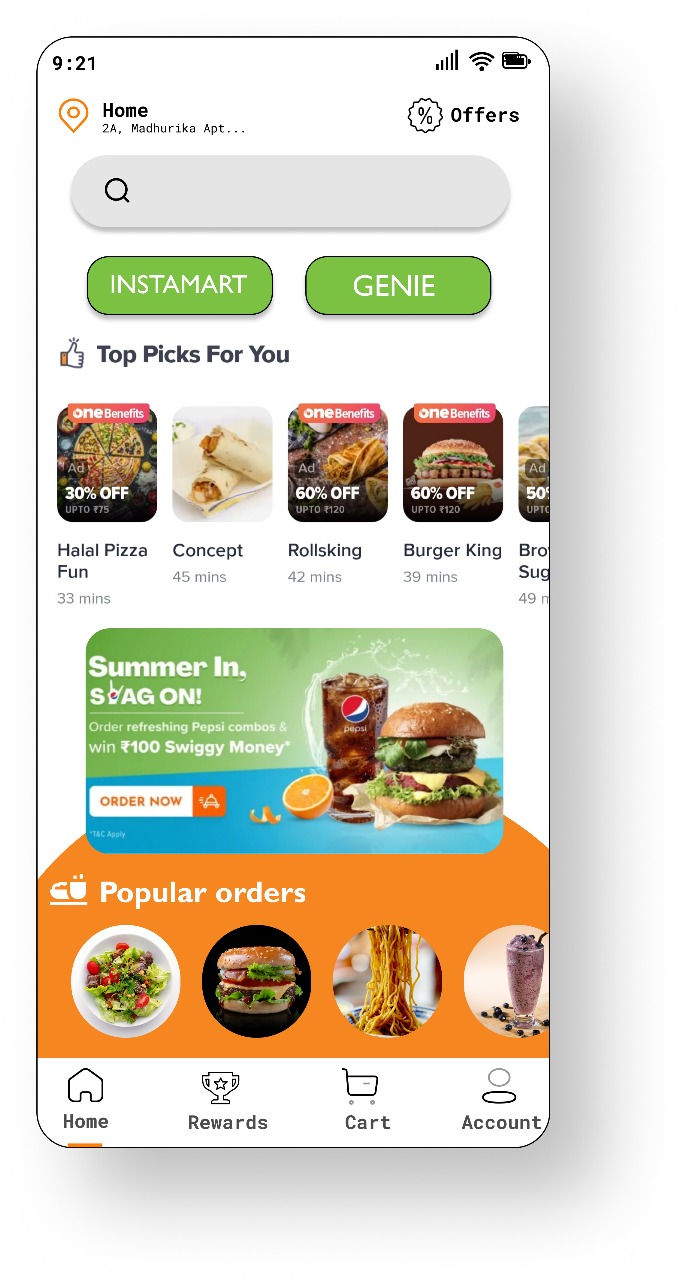 9:21
Home
2A, Madhurika Apt...
% Offers
INSTAMART
GENIE
Top Picks For You
one Benefits
one Benefits
one Benefits
Ad
Ad
Ad
30% OFF
60% OFF
60% OFF
50%
UPTO ₹75
UPTO ₹120
UPTO ₹120
UPTO
Halal Pizza
Fun
33 mins
Concept
45 mins
Rollsking
42 mins
Burger King
39 mins
Bro
Sug
49 m
Summer In,
SWAG ON!
Order refreshing Pepsi combos &
win ₹100 Swiggy Money*
ORDER NOW
*T&C Apply
pepsi
Popular orders
Home
Rewards
Cart
Account